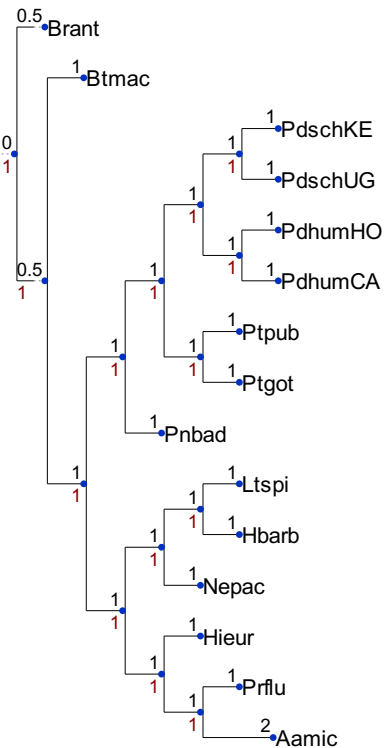 0.5 Brant
1 Btmac
1 PdschKE
0 1
1 1
1 PdschUG
1 1
1 PdhumHO
1 1
0.5 1 1 1
1 PdhumCA
1 Ptpub
1 1 1 1
1 Ptgot
1 Pnbad
1 1 1 Ltspi
1 1
1 Hbarb
1 1
1 Nepac
1 1
1 Hieur
1 1
1 Prflu
1 1
2 Aamic